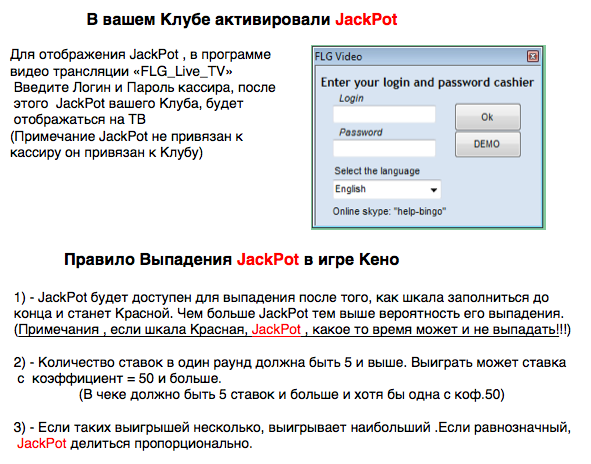 В вашем Клубе активировали JackPot
Для отображения JackPot , в программе
видео трансляции «FLG_Live_TV»
Введите Логин и Пароль кассира, после
этого JackPot вашего Клуба, будет
отображаться на ТВ
(Примечание JackPot не привязан к
кассиру он привязан к Клубу)
FLG Video
Enter your login and password cashier
Login
Ok
Password
DEMO
Select the language
English
Online skype: "help-bingo"
Правило Выпадения JackPot в игре Кено
1) - JackPot будет доступен для выпадения после того, как шкала заполниться до
конца и станет Красной. Чем больше JackPot тем выше вероятность его выпадения.
(Примечания , если шкала Красная, JackPot , какое то время может и не выпадать!!!)
2) - Количество ставок в один раунд должна быть 5 и выше. Выиграть может ставка
с коэффициент = 50 и больше.
(В чеке должно быть 5 ставок и больше и хотя бы одна с коф.50)
3) - Если таких выигрышей несколько, выигрывает наибольший .Если равнозначный,
JackPot делиться пропорционально.